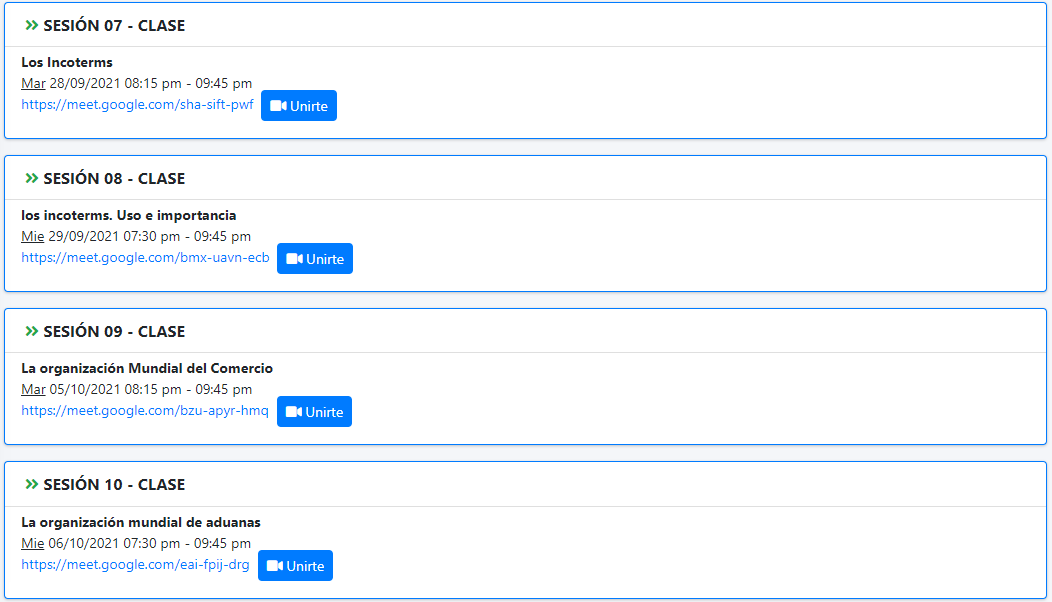 SESIÓN 07 - CLASE
Los Incoterms
Mar 28/09/2021 08:15 pm - 09:45 pm
https://meet.google.com/sha-sift-pwf Unirte
SESIÓN 08 - CLASE
los incoterms. Uso e importancia
Mie 29/09/2021 07:30 pm - 09:45 pm
https://meet.google.com/bmx-uavn-ecb Unirte
SESIÓN 09 - CLASE
La organización Mundial del Comercio
Mar 05/10/2021 08:15 pm - 09:45 pm
https://meet.google.com/bzu-apyr-hmq Unirte
SESIÓN 10 - CLASE
La organización mundial de aduanas
Mie 06/10/2021 07:30 pm - 09:45 pm
https://meet.google.com/eai-fpij-drg Unirte